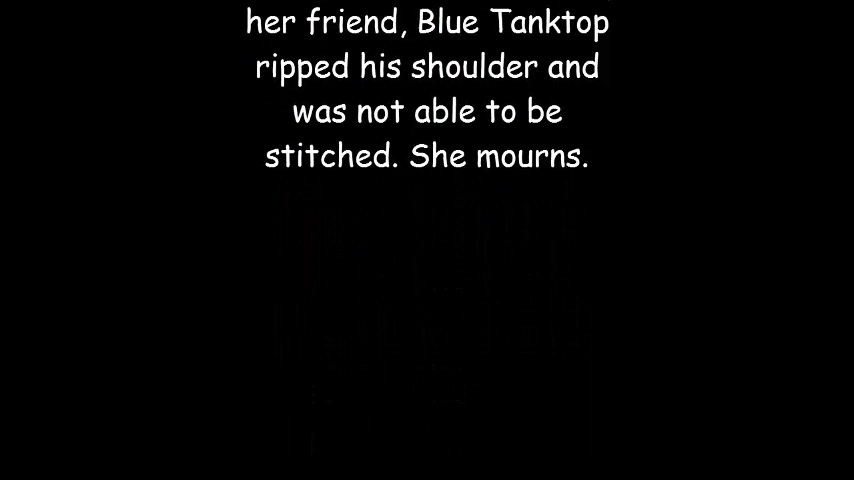 her friend, Blue Tanktop
ripped his shoulder and
was not able to be
stitched. She mourns.